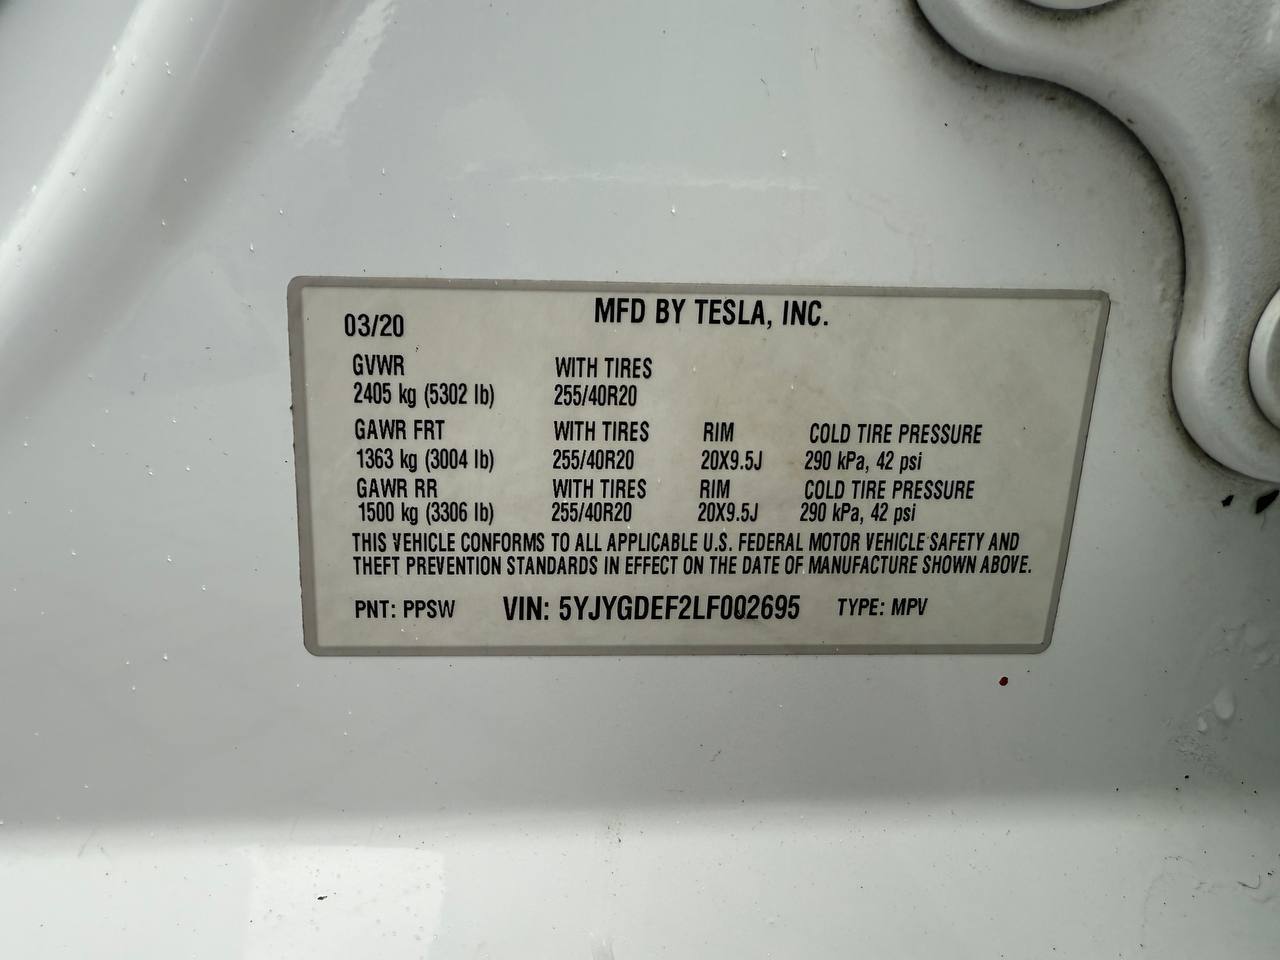 MFD BY TESLA, INC.
03/20
GVWR WITH TIRES
2405 kg (5302 lb) 255/40R20
GAWR FRT WITH TIRES RIM COLD TIRE PRESSURE
1363 kg (3004 lb) 255/40R20 20X9.5J 290 kPa, 42 psi
GAWR RR WITH TIRES RIM COLD TIRE PRESSURE
1500 kg (3306 lb) 255/40R20 20X9.5J 290 kPa, 42 psi
THIS VEHICLE CONFORMS TO ALL APPLICABLE U.S. FEDERAL MOTOR VEHICLE SAFETY AND
THEFT PREVENTION STANDARDS IN EFFECT ON THE DATE OF MANUFACTURE SHOWN ABOVE.
PNT: PPSW VIN: 5YJYGDEF2LF002695 TYPE: MPV